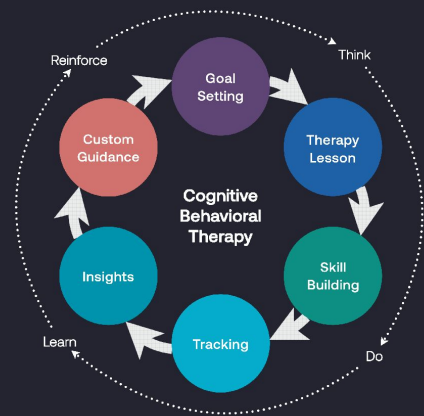 Reinforce
Think
Goal
Setting
Custom
Guidance
Therapy
Lesson
Cognitive
Behavioral
Therapy
Insights
Skill
Building
Tracking
Learn
Do